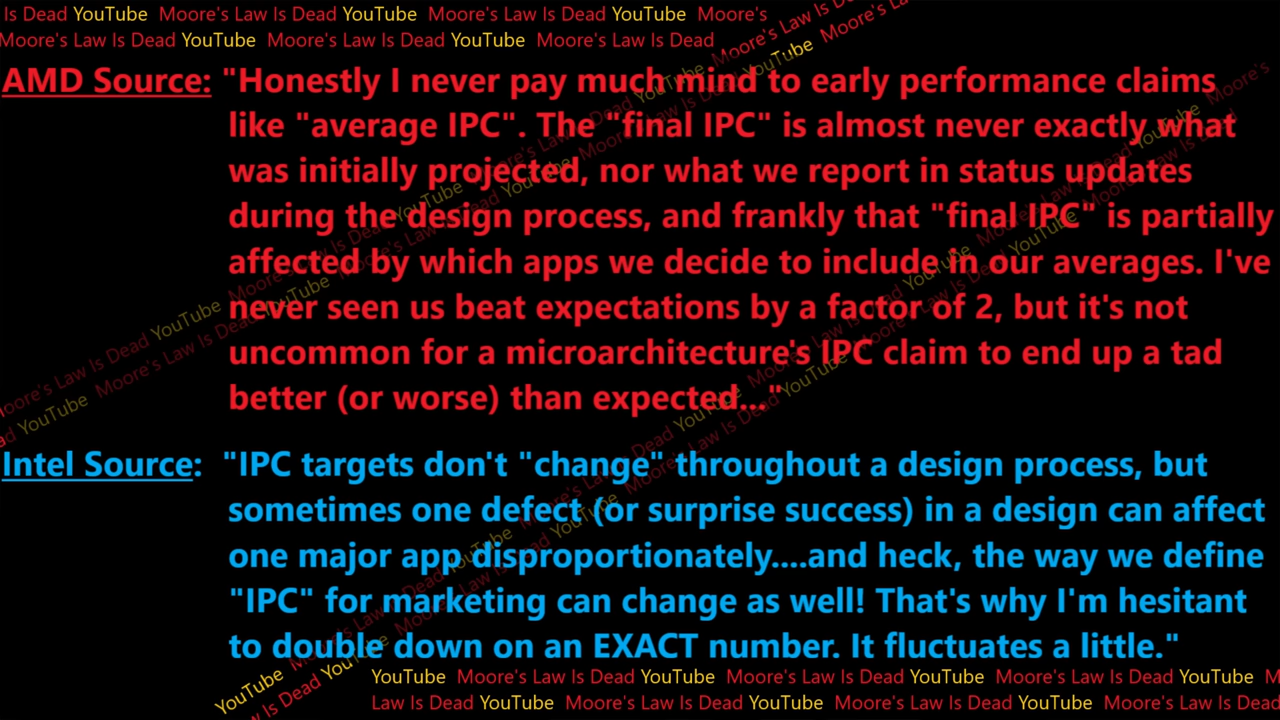 Is Dead YouTube Moore's Law Is Dead YouTube Moore's Law Is Dead YouTube Moore's
Moore's Law Is Dead YouTube Moore's Law Is Dead YouTube Moore's Law Is Dead
AMD Source: "Honestly I never pay much mind to early performance claims
like "average IPC". The "final IPC" is almost never exactly what
was initially projected, nor what we report in status updates
during the design process, and frankly that "final IPC" is partially
affected by which apps we decide to include in our averages. I've
never seen us beat expectations by a factor of 2, but it's not
uncommon for a microarchitecture's IPC claim to end up a tad
better (or worse) than expected..."
Intel Source: "IPC targets don't "change" throughout a design process, but
sometimes one defect (or surprise success) in a design can affect
one major app disproportionately....and heck, the way we define
"IPC" for marketing can change as well! That's why I'm hesitant
to double down on an EXACT number. It fluctuates a little."
YouTube Moore's Law Is Dead YouTube Moore's Law Is Dead YouTube Moore's Law Is Dead YouTube
Law Is Dead YouTube Moore's Law Is Dead YouTube Moore's Law Is Dead YouTube Moore's Law Is Dead